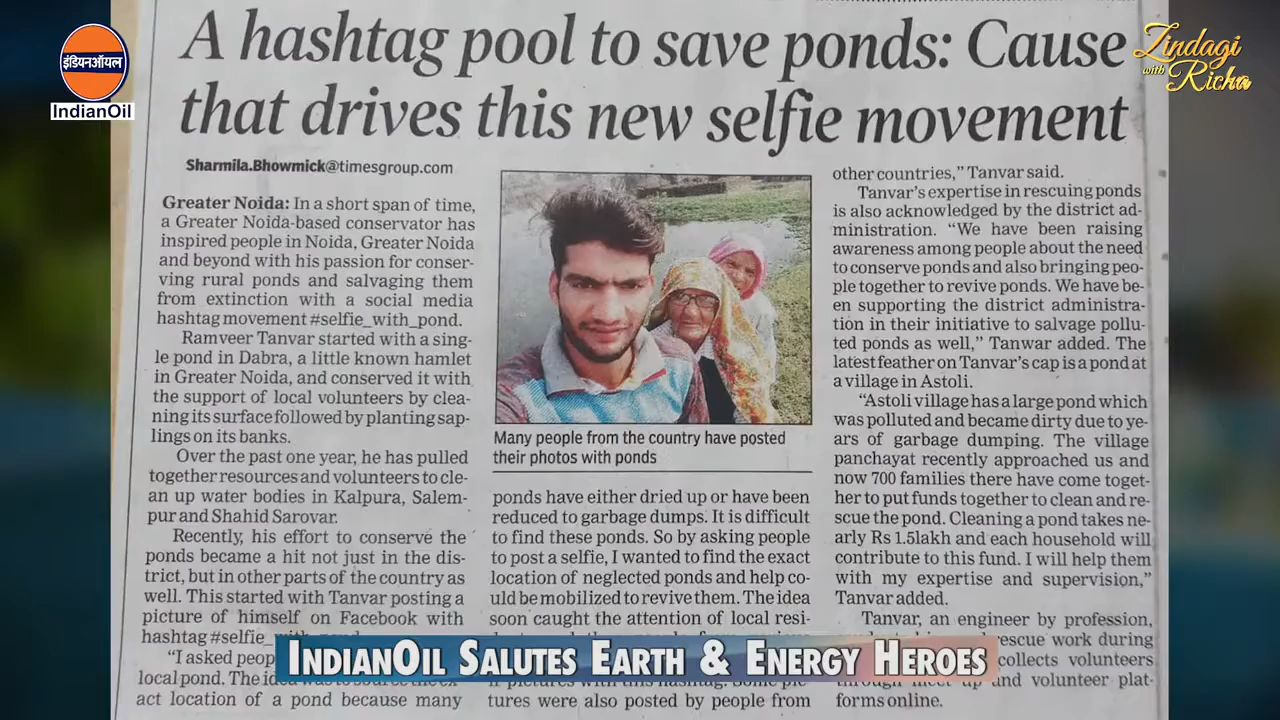 इंडियनऑयल
IndianOil
Zindagi
with
Richa
A hashtag pool to save ponds: Cause
that drives this new selfie movement
Sharmila.Bhowmick@timesgroup.com
Greater Noida: In a short span of time,
a Greater Noida-based conservator has
inspired people in Noida, Greater Noida
and beyond with his passion for conser-
ving rural ponds and salvaging them
from extinction with a social media
hashtag movement #selfie_with_pond.
Ramveer Tanvar started with a sing-
le pond in Dabra, a little known hamlet
in Greater Noida, and conserved it with
the support of local volunteers by clea-
ning its surface followed by planting sap-
lings on its banks.
Over the past one year, he has pulled
together resources and volunteers to cle-
an up water bodies in Kalpura, Salem-
pur and Shahid Sarovar.
Recently, his effort to conserve the
ponds became a hit not just in the dis-
trict, but in other parts of the country as
well. This started with Tanvar posting a
picture of himself on Facebook with
hashtag #selfie_
"I asked peop
local pond. The
act location of a pond because many
Many people from the country have posted
their photos with ponds
ponds have either dried up or have been
reduced to garbage dumps. It is difficult
to find these ponds. So by asking people
to post a selfie, I wanted to find the exact
location of neglected ponds and help co-
uld be mobilized to revive them. The idea
soon caught the attention of local resi-
tures were also posted by people from
other countries," Tanvar said.
Tanvar's expertise in rescuing ponds
is also acknowledged by the district ad-
ministration. "We have been raising
awareness among people about the need
to conserve ponds and also bringing peo-
ple together to revive ponds. We have be-
en supporting the district administra-
tion in their initiative to salvage pollu-
ted ponds as well," Tanwar added. The
latest feather on Tanvar's cap is a pond at
a village in Astoli.
"Astoli village has a large pond which
was polluted and became dirty due to ye-
ars of garbage dumping. The village
panchayat recently approached us and
now 700 families there have come toget-
her to put funds together to clean and re-
scue the pond. Cleaning a pond takes ne-
arly Rs 1.5lakh and each household will
contribute to this fund. I will help them
with my expertise and supervision,"
Tanvar added.
Tanvar, an engineer by profession,
rescue work during
collects volunteers
and volunteer plat-
forms online.
IndianOil Salutes Earth & Energy Heroes